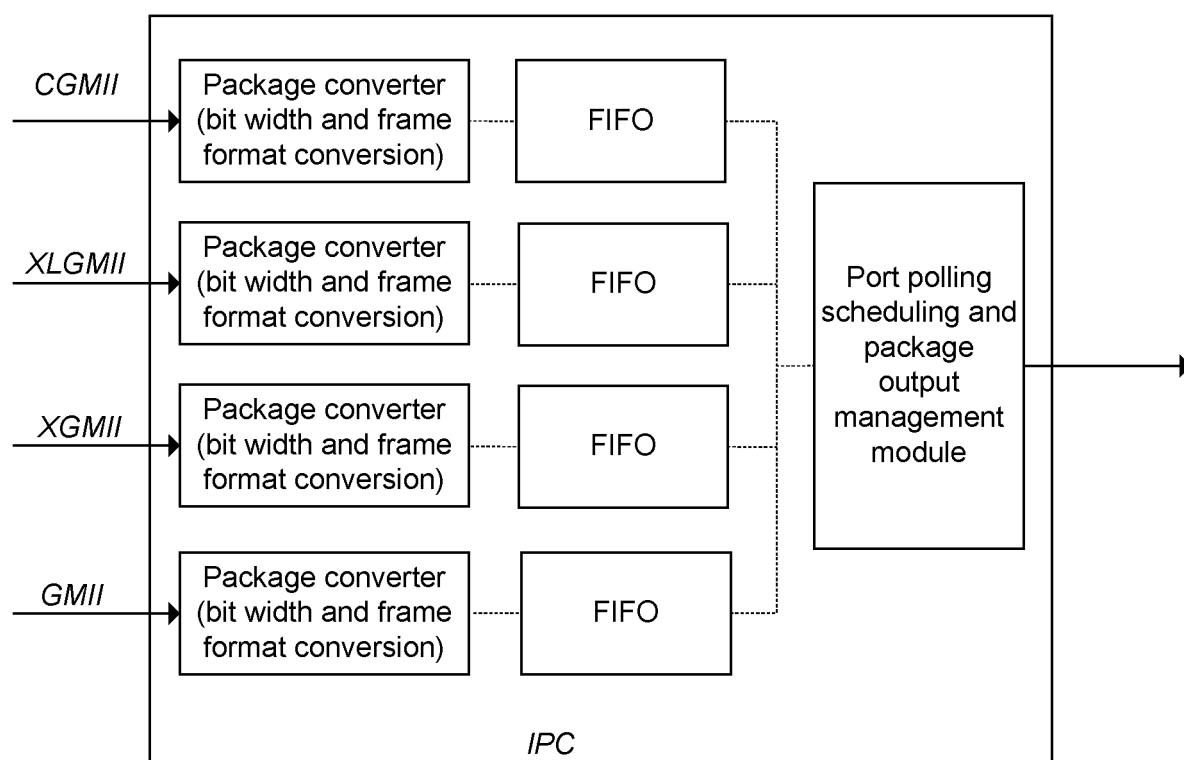 CGMII
Package converter
(bit width and frame
format conversion)
FIFO
XLGMII
Package converter
(bit width and frame
format conversion)
FIFO
XGMII
Package converter
(bit width and frame
format conversion)
FIFO
GMII
Package converter
(bit width and frame
format conversion)
FIFO
Port polling
scheduling and
package
output
management
module
IPC